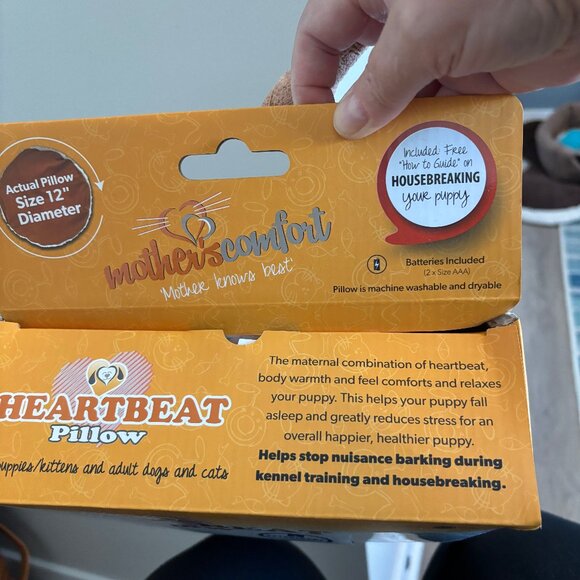 Actual Pillow
Size 12"
Diameter
Included Free
"How to Guide" on
HOUSEBREAKING
your puppy
mother'scomfort
'Mother knows best'
Batteries Included
(2 x Size AAA)
Pillow is machine washable and dryable
HEARTBEAT
Pillow
puppies/kittens and adult dogs and cats
The maternal combination of heartbeat,
body warmth and feel comforts and relaxes
your puppy. This helps your puppy fall
asleep and greatly reduces stress for an
overall happier, healthier puppy.
Helps stop nuisance barking during
kennel training and housebreaking.